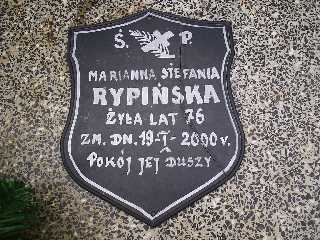 Ś. P.
MARIANNA STEFANIA
RYPIŃSKA
ŻYŁA LAT 76
ZM. DN. 19-I-2000 r.
POKÓJ JEJ DUSZY